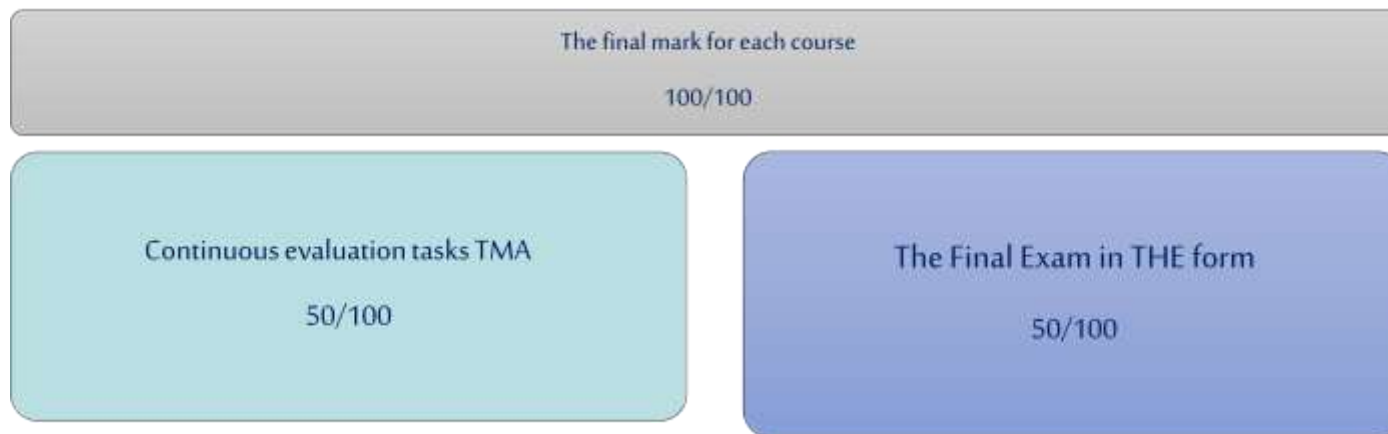 The final mark for each course
100/100
Continuous evaluation tasks TMA
50/100
The Final Exam in THE form
50/100